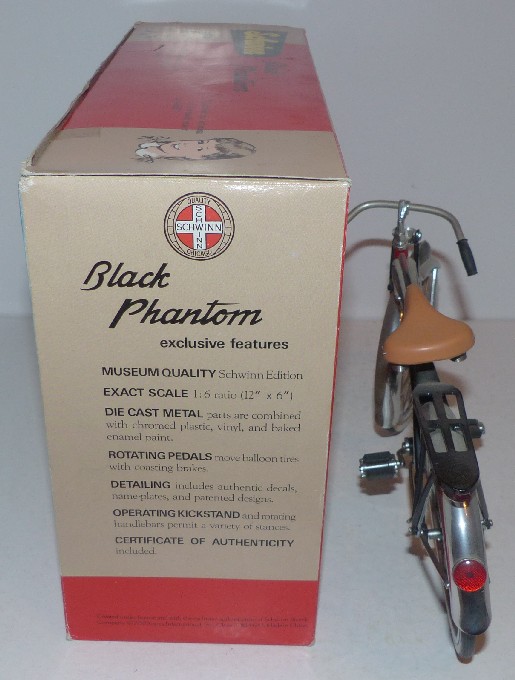 QUALITY
SCHWINN
SCHWINN
CHICAGO
Black
Phantom
exclusive features
MUSEUM QUALITY Schwinn Edition
EXACT SCALE 1:6 ratio (12" x 6")
DIE CAST METAL parts are combined
with chromed plastic, vinyl, and baked
enamel paint.
ROTATING PEDALS move balloon tires
with coasting brakes.
DETAILING includes authentic decals,
name-plates, and patented designs.
OPERATING KICKSTAND and rotating
handlebars permit a variety of stances.
CERTIFICATE OF AUTHENTICITY
included.